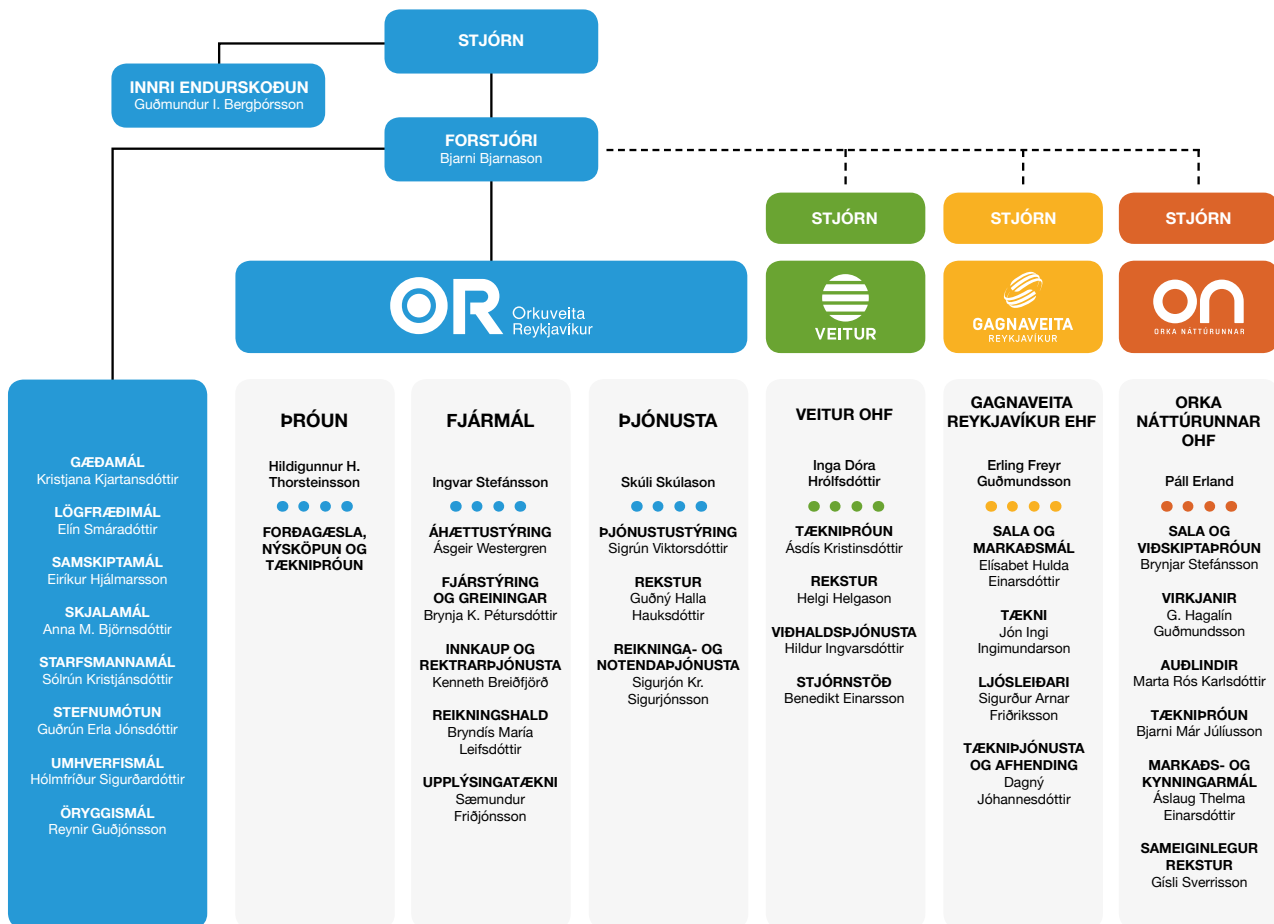 STJÓRN
INNRI ENDURSKOÐUN
Guðmundur I. Bergþórsson
FORSTJÓRI
Bjarni Bjarnason
STJÓRN
STJÓRN
STJÓRN
OR Orkuveita
Reykjavíkur
VEITUR
GAGNAVEITA
REYKJAVÍKUR
on
ORKA NÁTTÚRUNNAR
GÆÐAMÁL
Kristjana Kjartansdóttir
LÖGFRÆÐIMÁL
Elín Smáradóttir
SAMSKIPTAMÁL
Eiríkur Hjálmarsson
SKJALAMÁL
Anna M. Björnsdóttir
STARFSMANNAMÁL
Sólrún Kristjánsdóttir
STEFNUMÓTUN
Guðrún Erla Jónsdóttir
UMHVERFISMÁL
Hólmfríður Sigurðardóttir
ÖRYGGISMÁL
Reynir Guðjónsson
ÞRÓUN
Hildigunnur H.
Thorsteinsson
FORÐAGÆSLA,
NÝSKÖPUN OG
TÆKNIÞRÓUN
FJÁRMÁL
Ingvar Stefánsson
ÁHÆTTUSTÝRING
Ásgeir Westergren
FJÁRSTÝRING
OG GREININGAR
Brynja K. Pétursdóttir
INNKAUP OG
REKTRARÞJÓNUSTA
Kenneth Breiðfjörð
REIKNINGSHALD
Bryndís María
Leifsdóttir
UPPLÝSINGATÆKNI
Sæmundur
Friðjónsson
ÞJÓNUSTA
Skúli Skúlason
ÞJÓNUSTUSTÝRING
Sigrún Viktorsdóttir
REKSTUR
Guðný Halla
Hauksdóttir
REIKNINGA- OG
NOTENDAÞJÓNUSTA
Sigurjón Kr.
Sigurjónsson
VEITUR OHF
Inga Dóra
Hrólfsdóttir
TÆKNIÞRÓUN
Ásdís Kristinsdóttir
REKSTUR
Helgi Helgason
VIÐHALDSÞJÓNUSTA
Hildur Ingvarsdóttir
STJÓRNSTÖÐ
Benedikt Einarsson
GAGNAVEITA
REYKJAVÍKUR EHF
Erling Freyr
Guðmundsson
SALA OG
MARKAÐSMÁL
Elísabet Hulda
Einarsdóttir
TÆKNI
Jón Ingi
Ingimundarson
LJÓSLEIÐARI
Sigurður Arnar
Friðriksson
TÆKNIÞJÓNUSTA
OG AFHENDING
Dagný
Jóhannesdóttir
ORKA
NÁTTÚRUNNAR
OHF
Páll Erland
SALA OG
VIÐSKIPTAÞRÓUN
Brynjar Stefánsson
VIRKJANIR
G. Hagalín
Guðmundsson
AUÐLINDIR
Marta Rós Karlsdóttir
TÆKNIÞRÓUN
Bjarni Már Júlíusson
MARKAÐS- OG
KYNNINGARMÁL
Áslaug Thelma
Einarsdóttir
SAMEIGINLEGUR
REKSTUR
Gísli Sverrisson